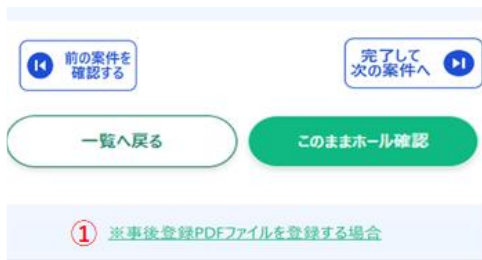 前の案件を
確認する
完了して
次の案件へ
一覧へ戻る
このままホール確認
① ※事後登録PDFファイルを登録する場合